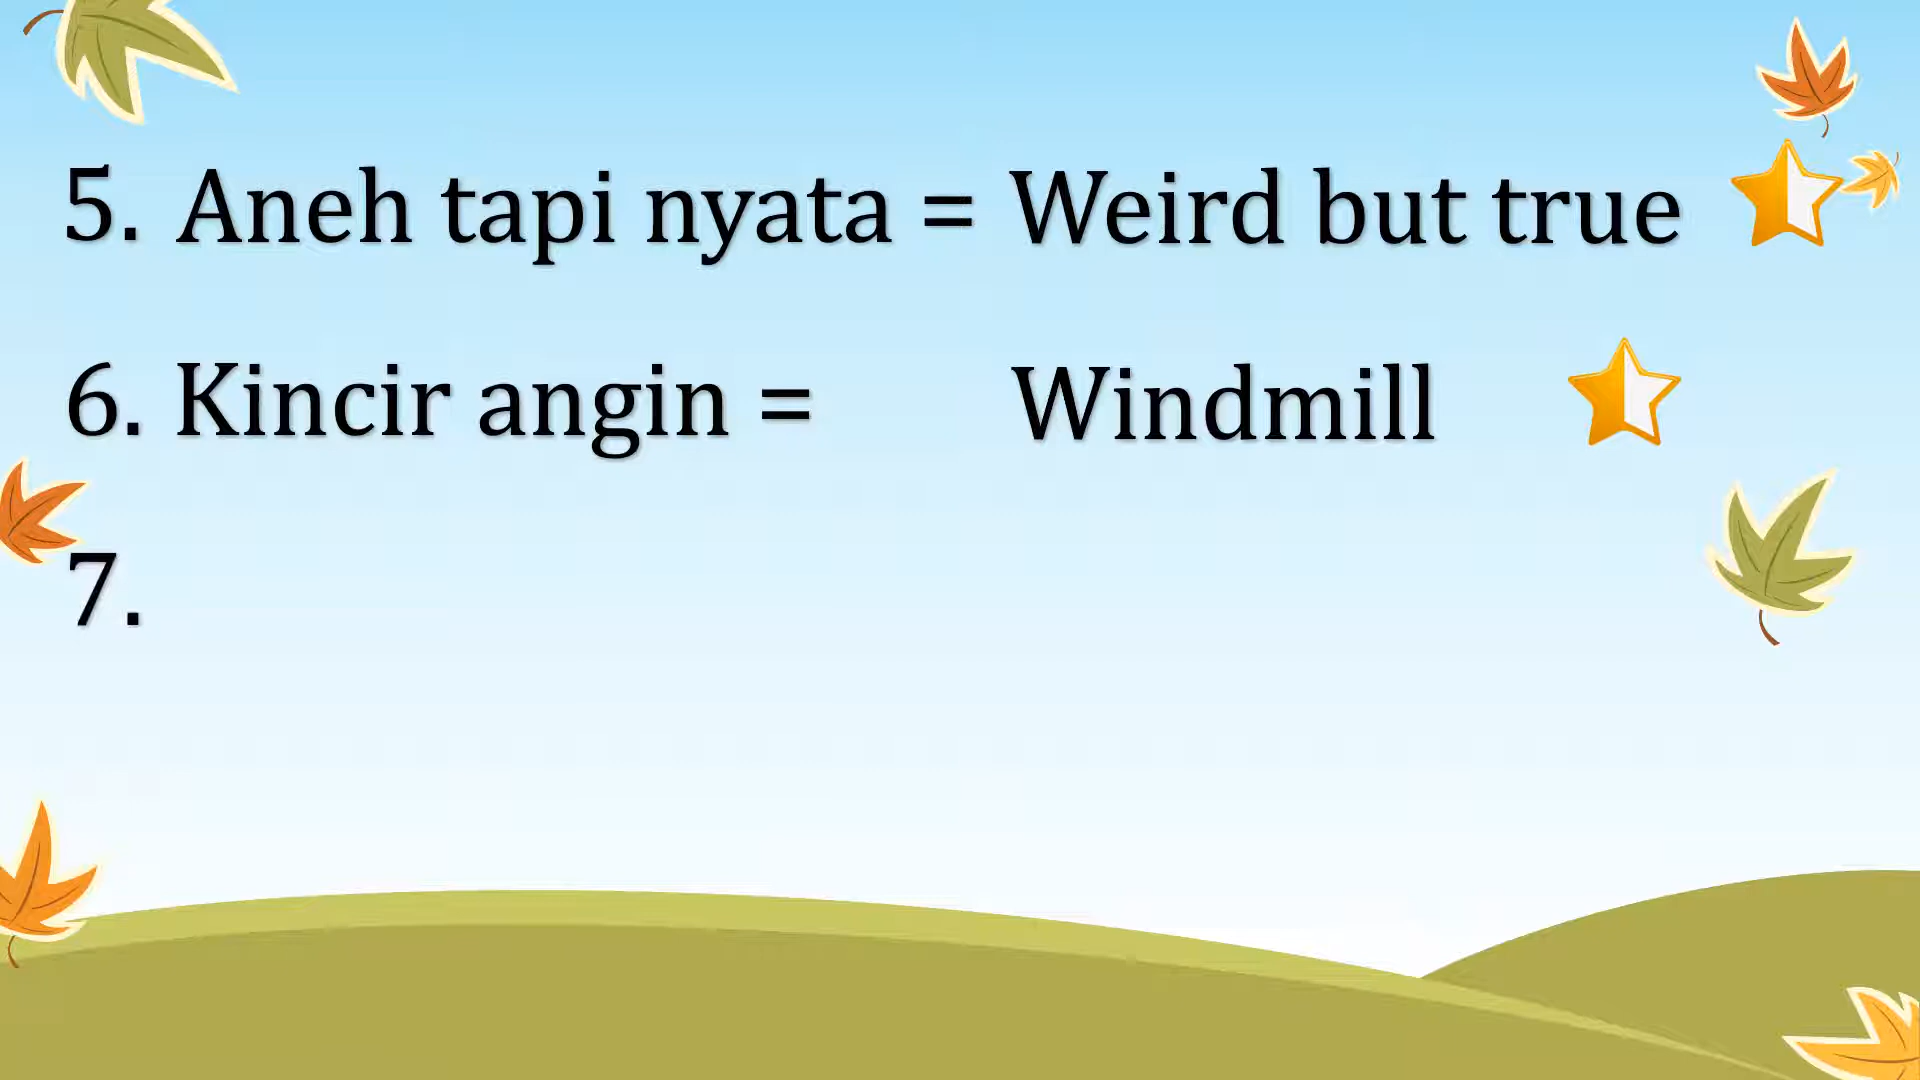 5. Aneh tapi nyata = Weird but true
6. Kincir angin = Windmill
7.